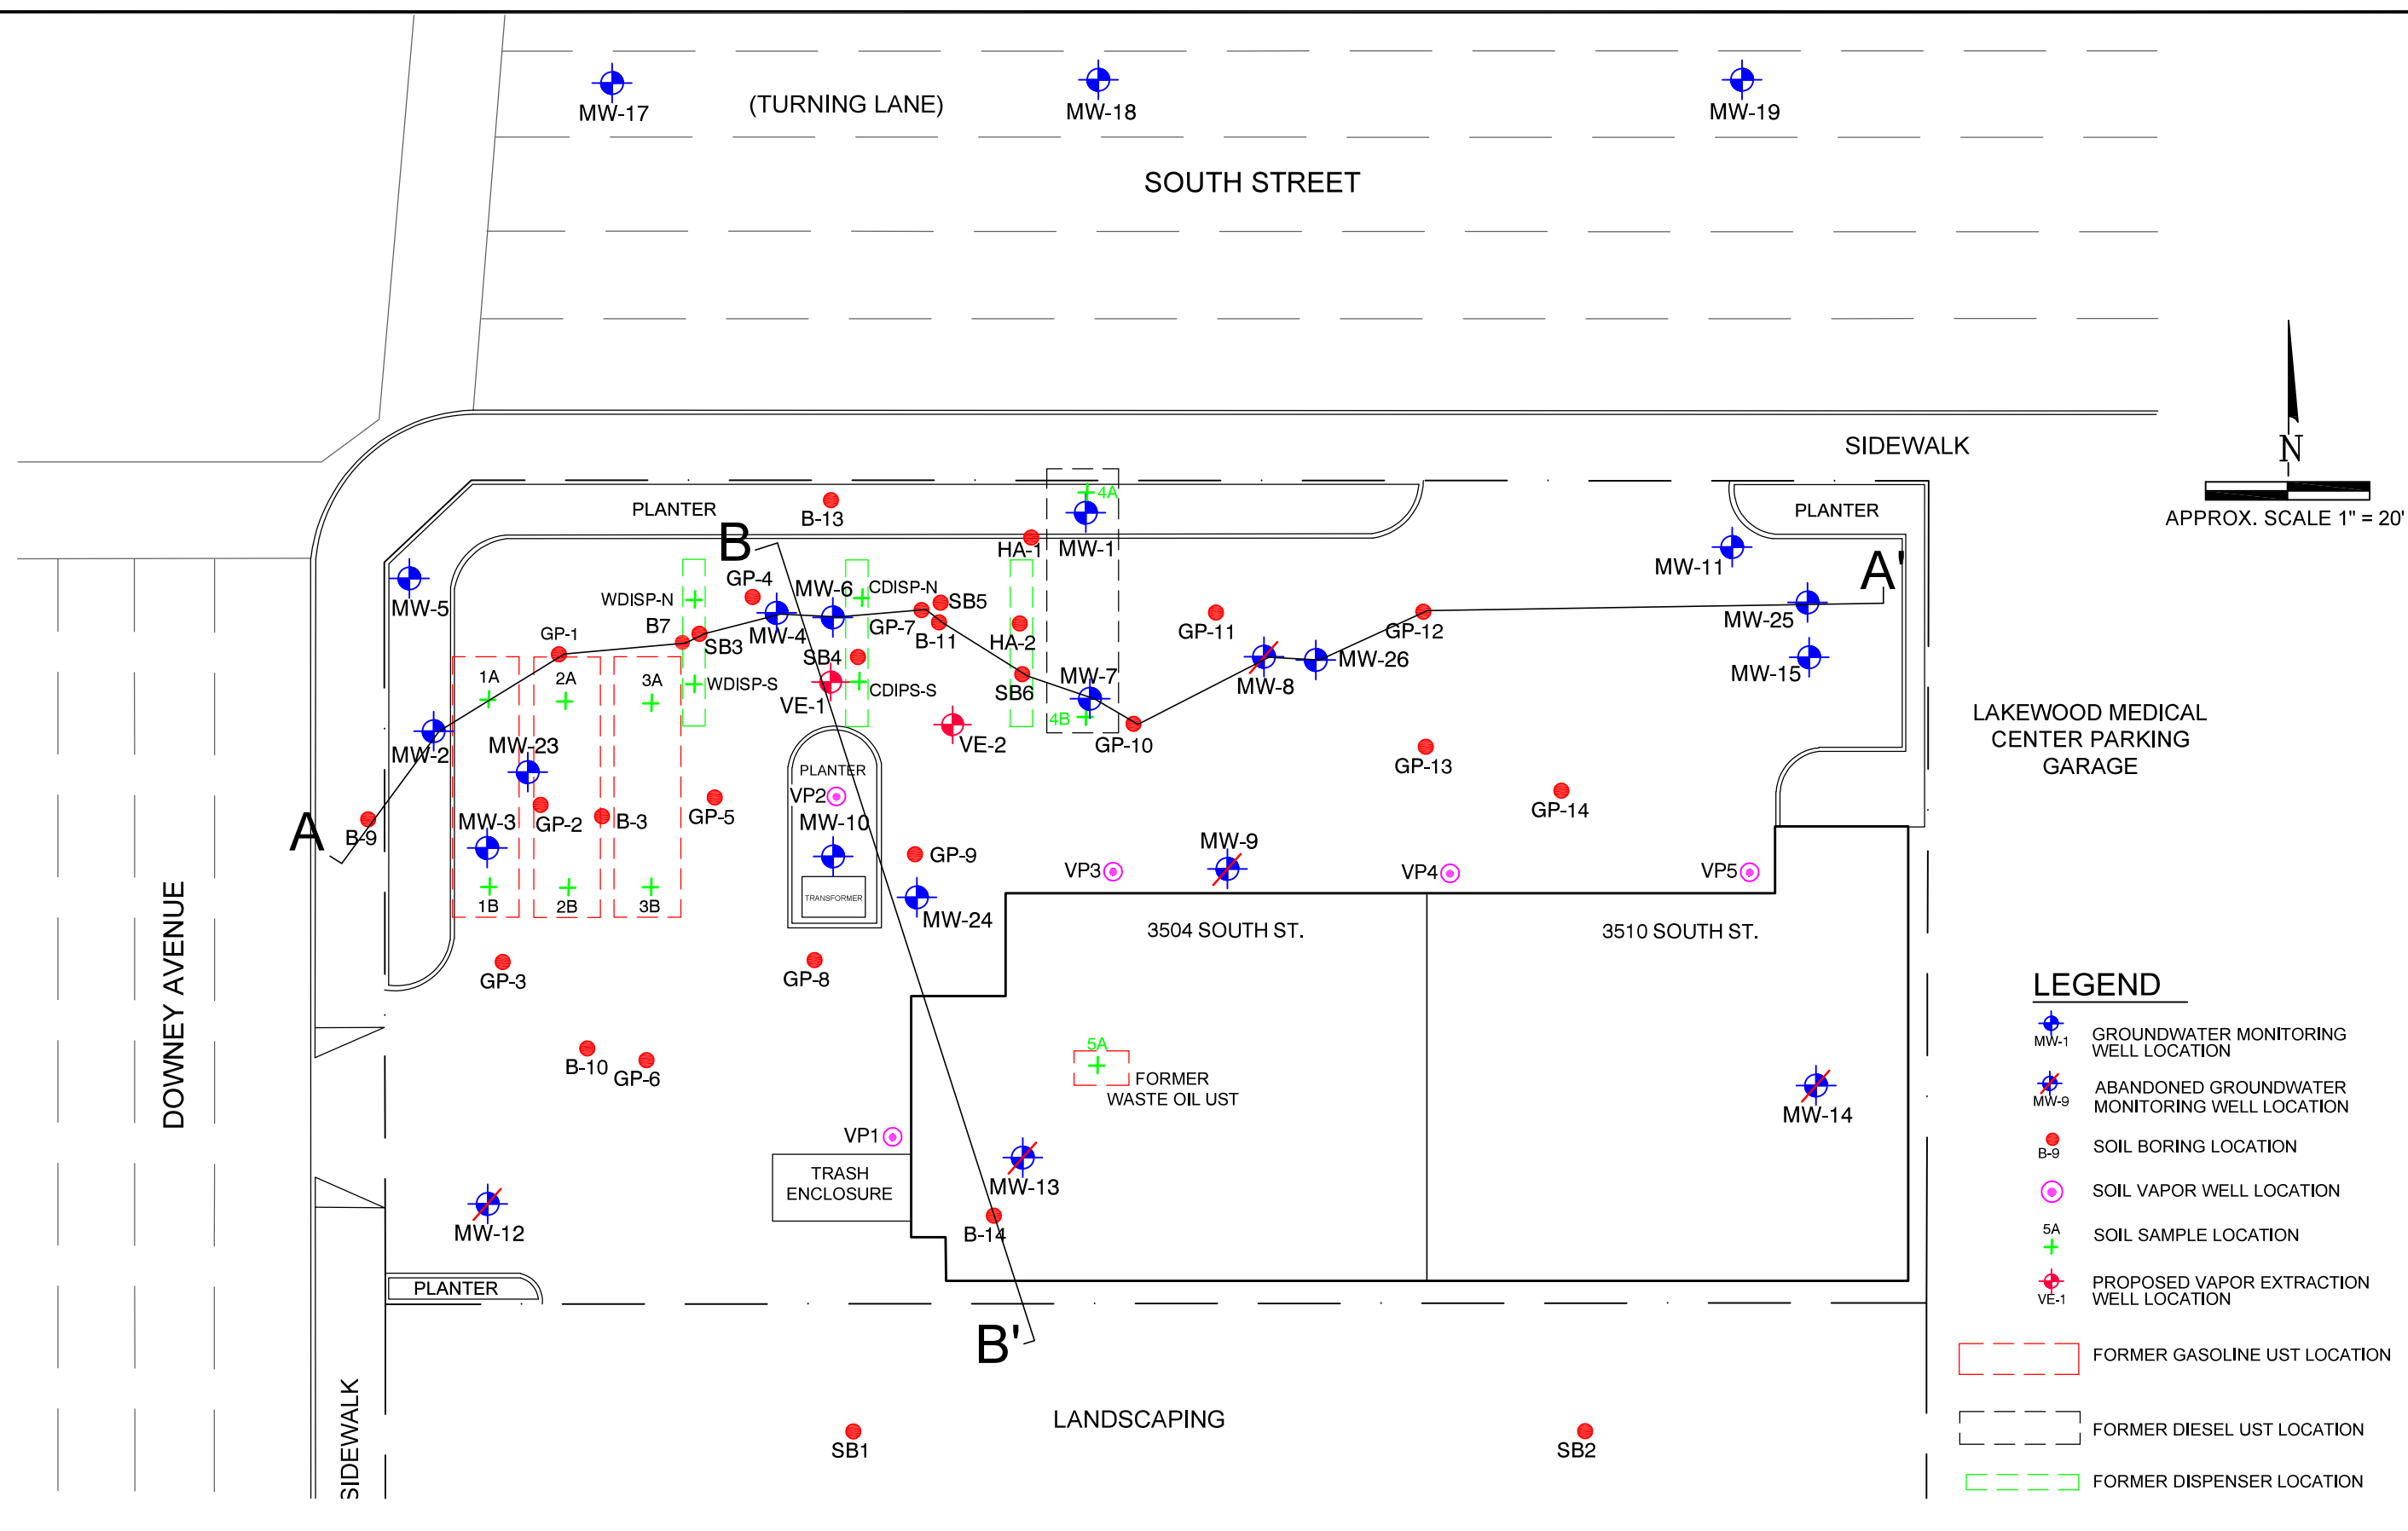 MW-17
(TURNING LANE)
MW-18
MW-19
SOUTH STREET
SIDEWALK
N
APPROX. SCALE 1" = 20'
PLANTER
B-13
4A
PLANTER
B
HA-1
MW-1
MW-11
A'
MW-5
WDISP-N
GP-4
MW-6
CDISP-N
SB5
GP-1
B7
SB3
MW-4
GP-7
B-11
HA-2
GP-11
GP-12
MW-25
1A
2A
3A
WDISP-S
SB4
VE-1
CDIPS-S
SB6
MW-7
4B
MW-8
MW-26
MW-15
MW-2
MW-23
VE-2
GP-10
GP-13
LAKEWOOD MEDICAL
CENTER PARKING
GARAGE
PLANTER
VP2
GP-14
A
B-9
MW-3
GP-2
B-3
GP-5
MW-10
GP-9
MW-9
VP3
VP4
VP5
1B
2B
3B
TRANSFORMER
MW-24
3504 SOUTH ST.
3510 SOUTH ST.
GP-3
GP-8
DOWNEY AVENUE
B-10
GP-6
5A
FORMER
WASTE OIL UST
MW-14
VP1
TRASH
ENCLOSURE
MW-13
MW-12
B-14
PLANTER
B'
SIDEWALK
LANDSCAPING
SB1
SB2
LEGEND
MW-1
GROUNDWATER MONITORING
WELL LOCATION
MW-9
ABANDONED GROUNDWATER
MONITORING WELL LOCATION
B-9
SOIL BORING LOCATION
SOIL VAPOR WELL LOCATION
5A
SOIL SAMPLE LOCATION
VE-1
PROPOSED VAPOR EXTRACTION
WELL LOCATION
FORMER GASOLINE UST LOCATION
FORMER DIESEL UST LOCATION
FORMER DISPENSER LOCATION